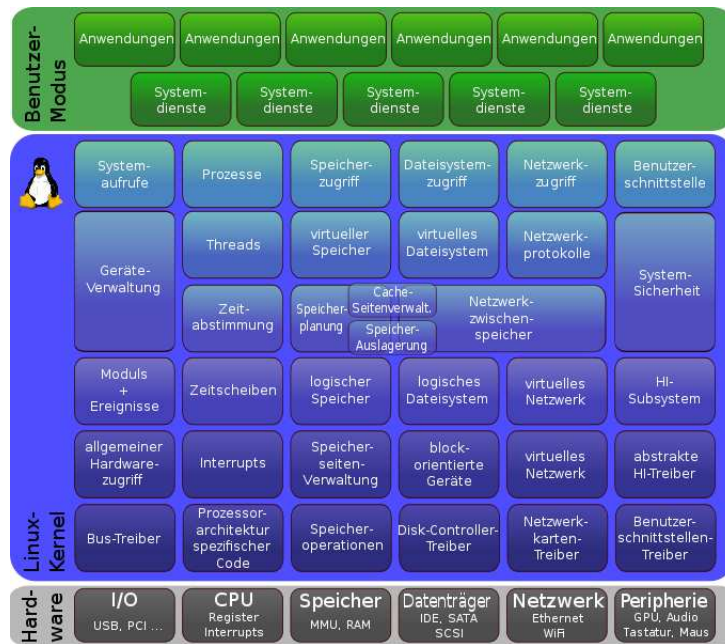 Benutzer-
Modus
Anwendungen Anwendungen Anwendungen Anwendungen Anwendungen Anwendungen
System-
dienste
System-
dienste
System-
dienste
System-
dienste
System-
dienste
Linux-
Kernel
System-
aufrufe
Prozesse
Speicher-
zugriff
Dateisystem-
zugriff
Netzwerk-
zugriff
Benutzer-
schnittstelle
Geräte-
Verwaltung
Threads
virtueller
Speicher
virtuelles
Dateisystem
Netzwerk-
protokolle
System-
Sicherheit
Zeit-
abstimmung
Speicher-
planung
Cache-
Seitenverwalt.
Speicher-
Auslagerung
Netzwerk-
zwischen-
speicher
Moduls
+
Ereignisse
Zeitscheiben
logischer
Speicher
logisches
Dateisystem
virtuelles
Netzwerk
HI-
Subsystem
allgemeiner
Hardware-
zugriff
Interrupts
Speicher-
seiten-
Verwaltung
block-
orientierte
Geräte
virtuelles
Netzwerk
abstrakte
HI-Treiber
Bus-Treiber
Prozessor-
architektur
spezifischer
Code
Speicher-
operationen
Disk-Controller-
Treiber
Netzwerk-
karten-
Treiber
Benutzer-
schnittstellen-
Treiber
Hard-
ware
I/O
USB, PCI ...
CPU
Register
Interrupts
Speicher
MMU, RAM
Datenträger
IDE, SATA
SCSI
Netzwerk
Ethernet
WiFi
Peripherie
GPU, Audio
Tastatur, Maus